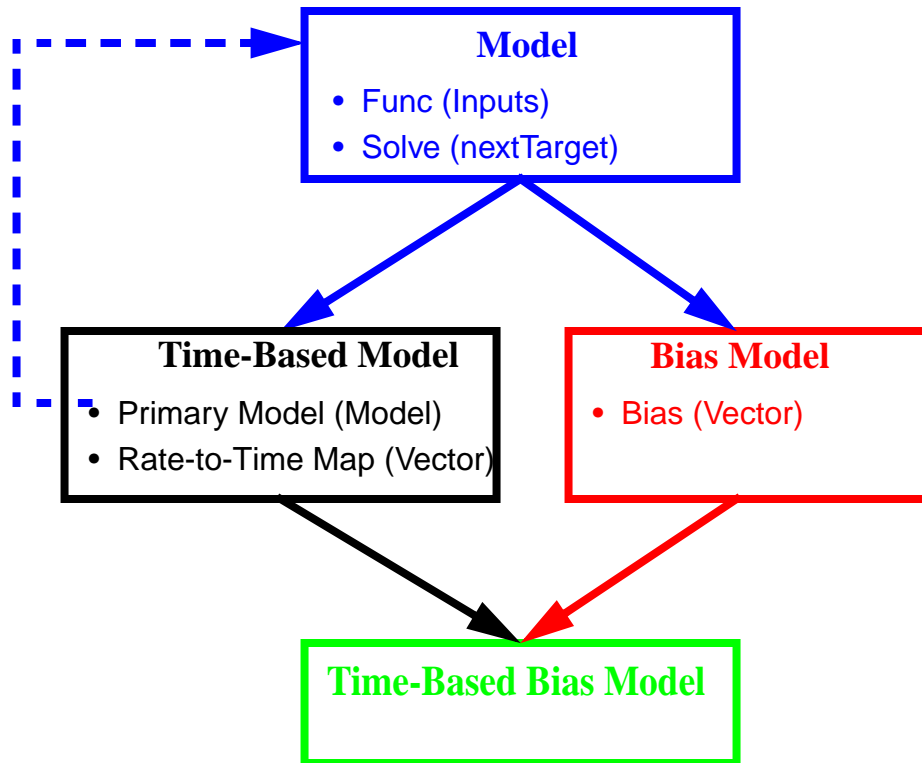 Model
• Func (Inputs)
• Solve (nextTarget)
Time-Based Model
• Primary Model (Model)
• Rate-to-Time Map (Vector)
Bias Model
• Bias (Vector)
Time-Based Bias Model